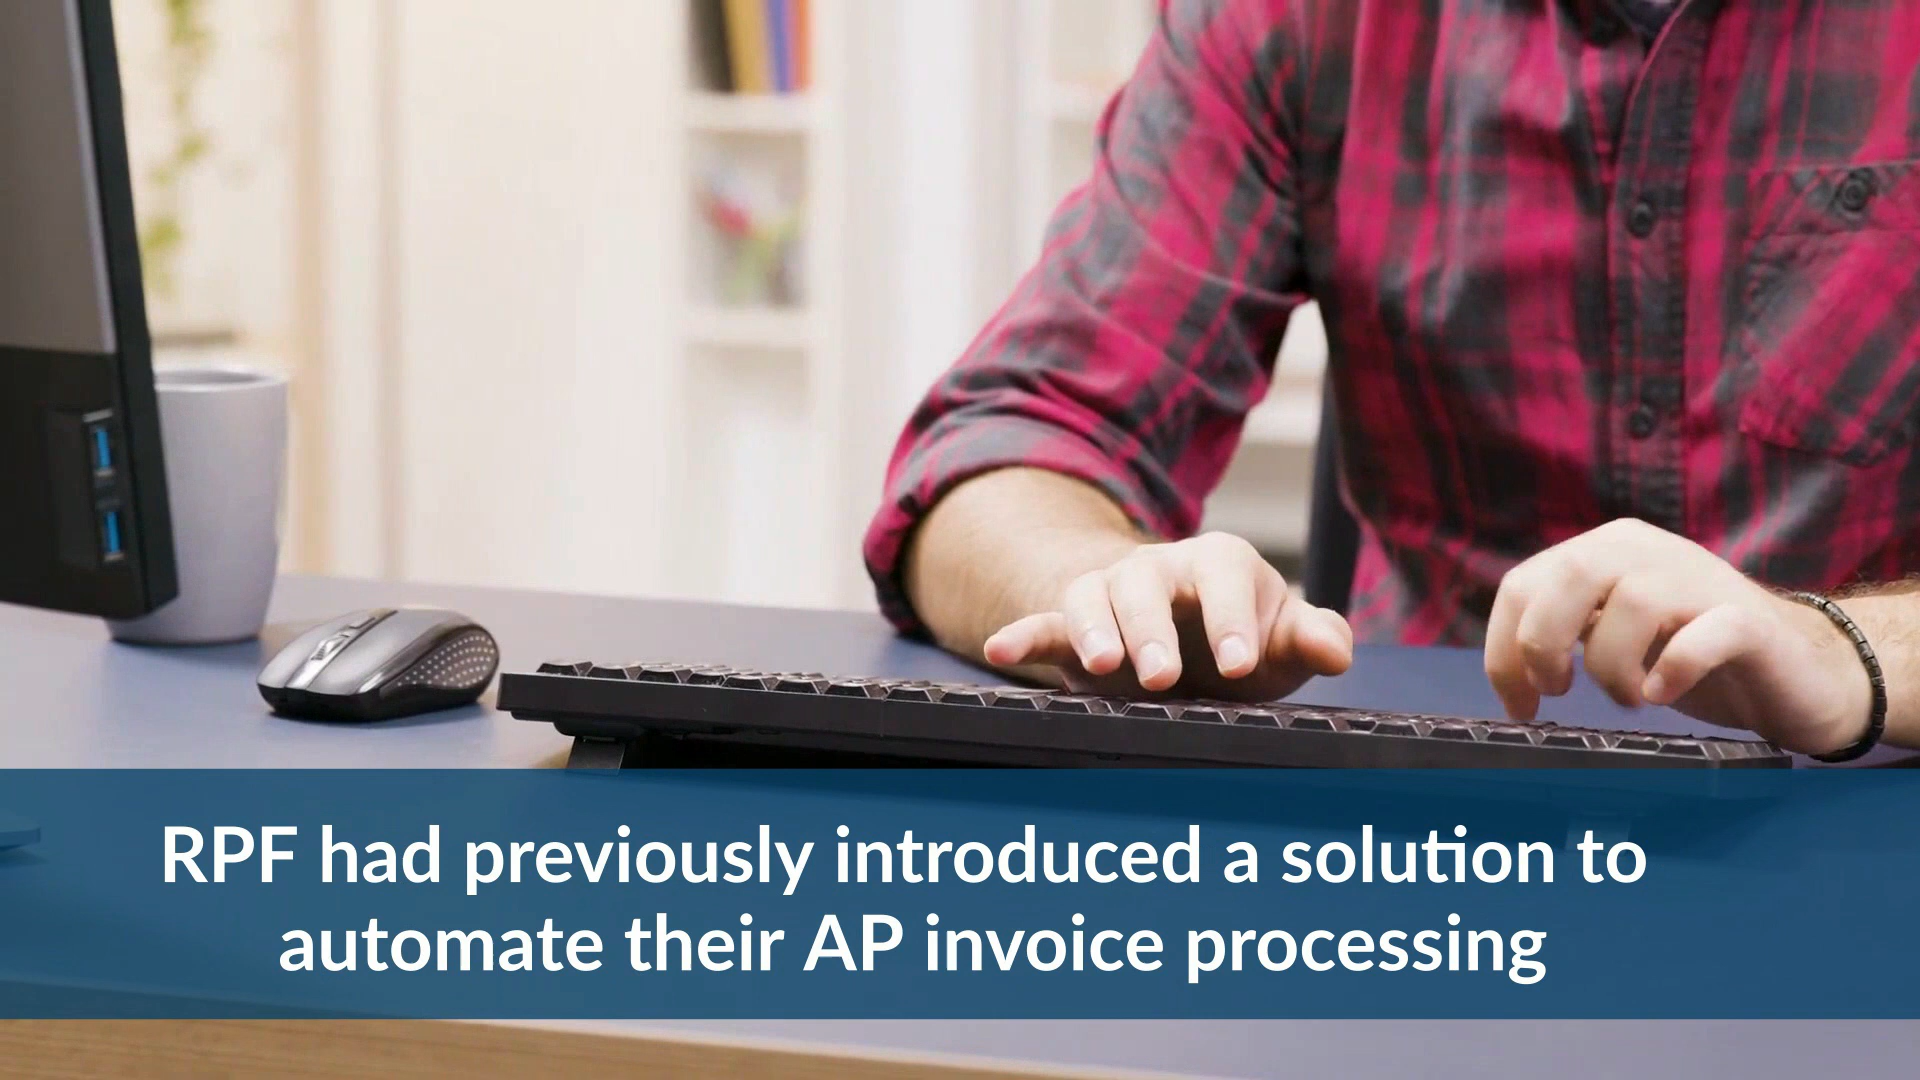 RPF had previously introduced a solution to
automate their AP invoice processing